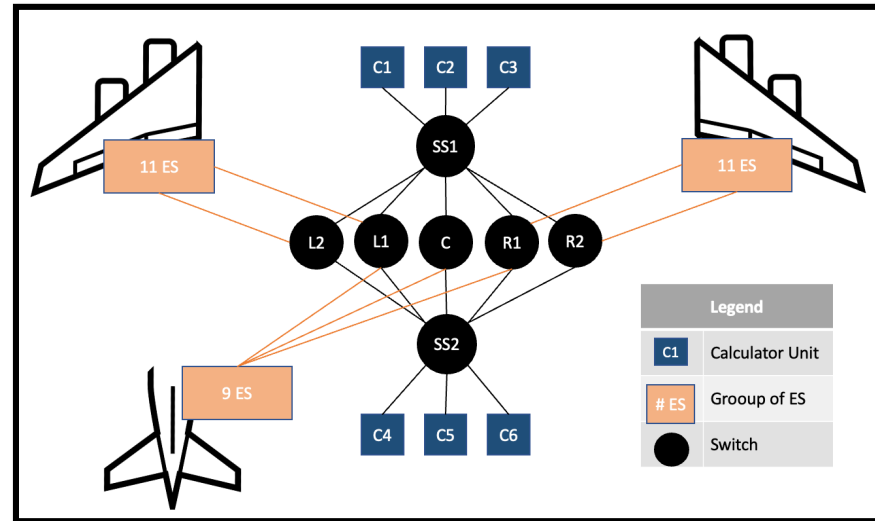 C1 C2 C3
SS1
11 ES
11 ES
L2 L1 C R1 R2
SS2
9 ES
C4 C5 C6
Legend
C1 Calculator Unit
# ES Grooup of ES
Switch